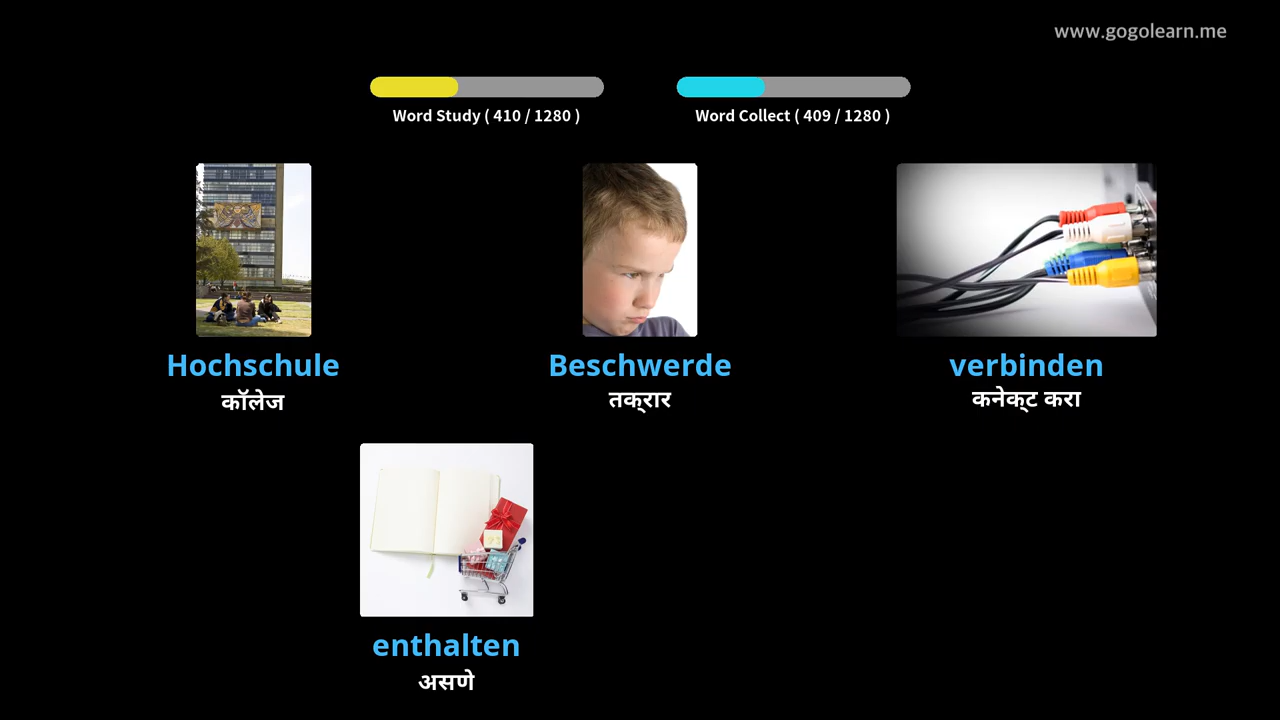 www.gogolearn.me
Word Study ( 410 / 1280 )
Word Collect ( 409 / 1280 )
Hochschule
कॉलेज
Beschwerde
तक्रार
verbinden
कनेक्ट करा
enthalten
असणे